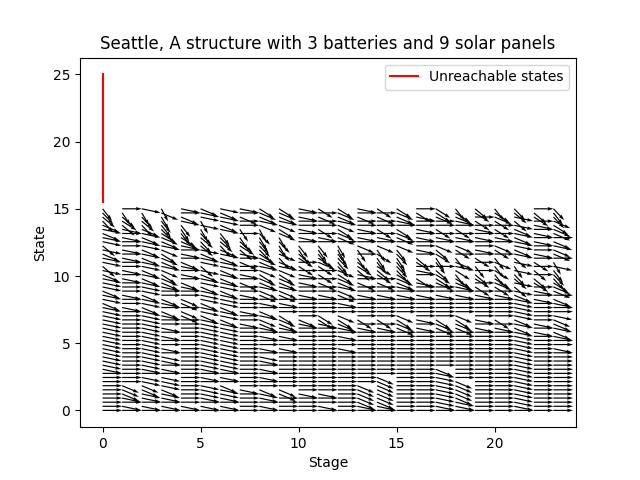 Seattle, A structure with 3 batteries and 9 solar panels
Unreachable states
25
20
15
10
5
0
State
0
5
10
15
20
Stage